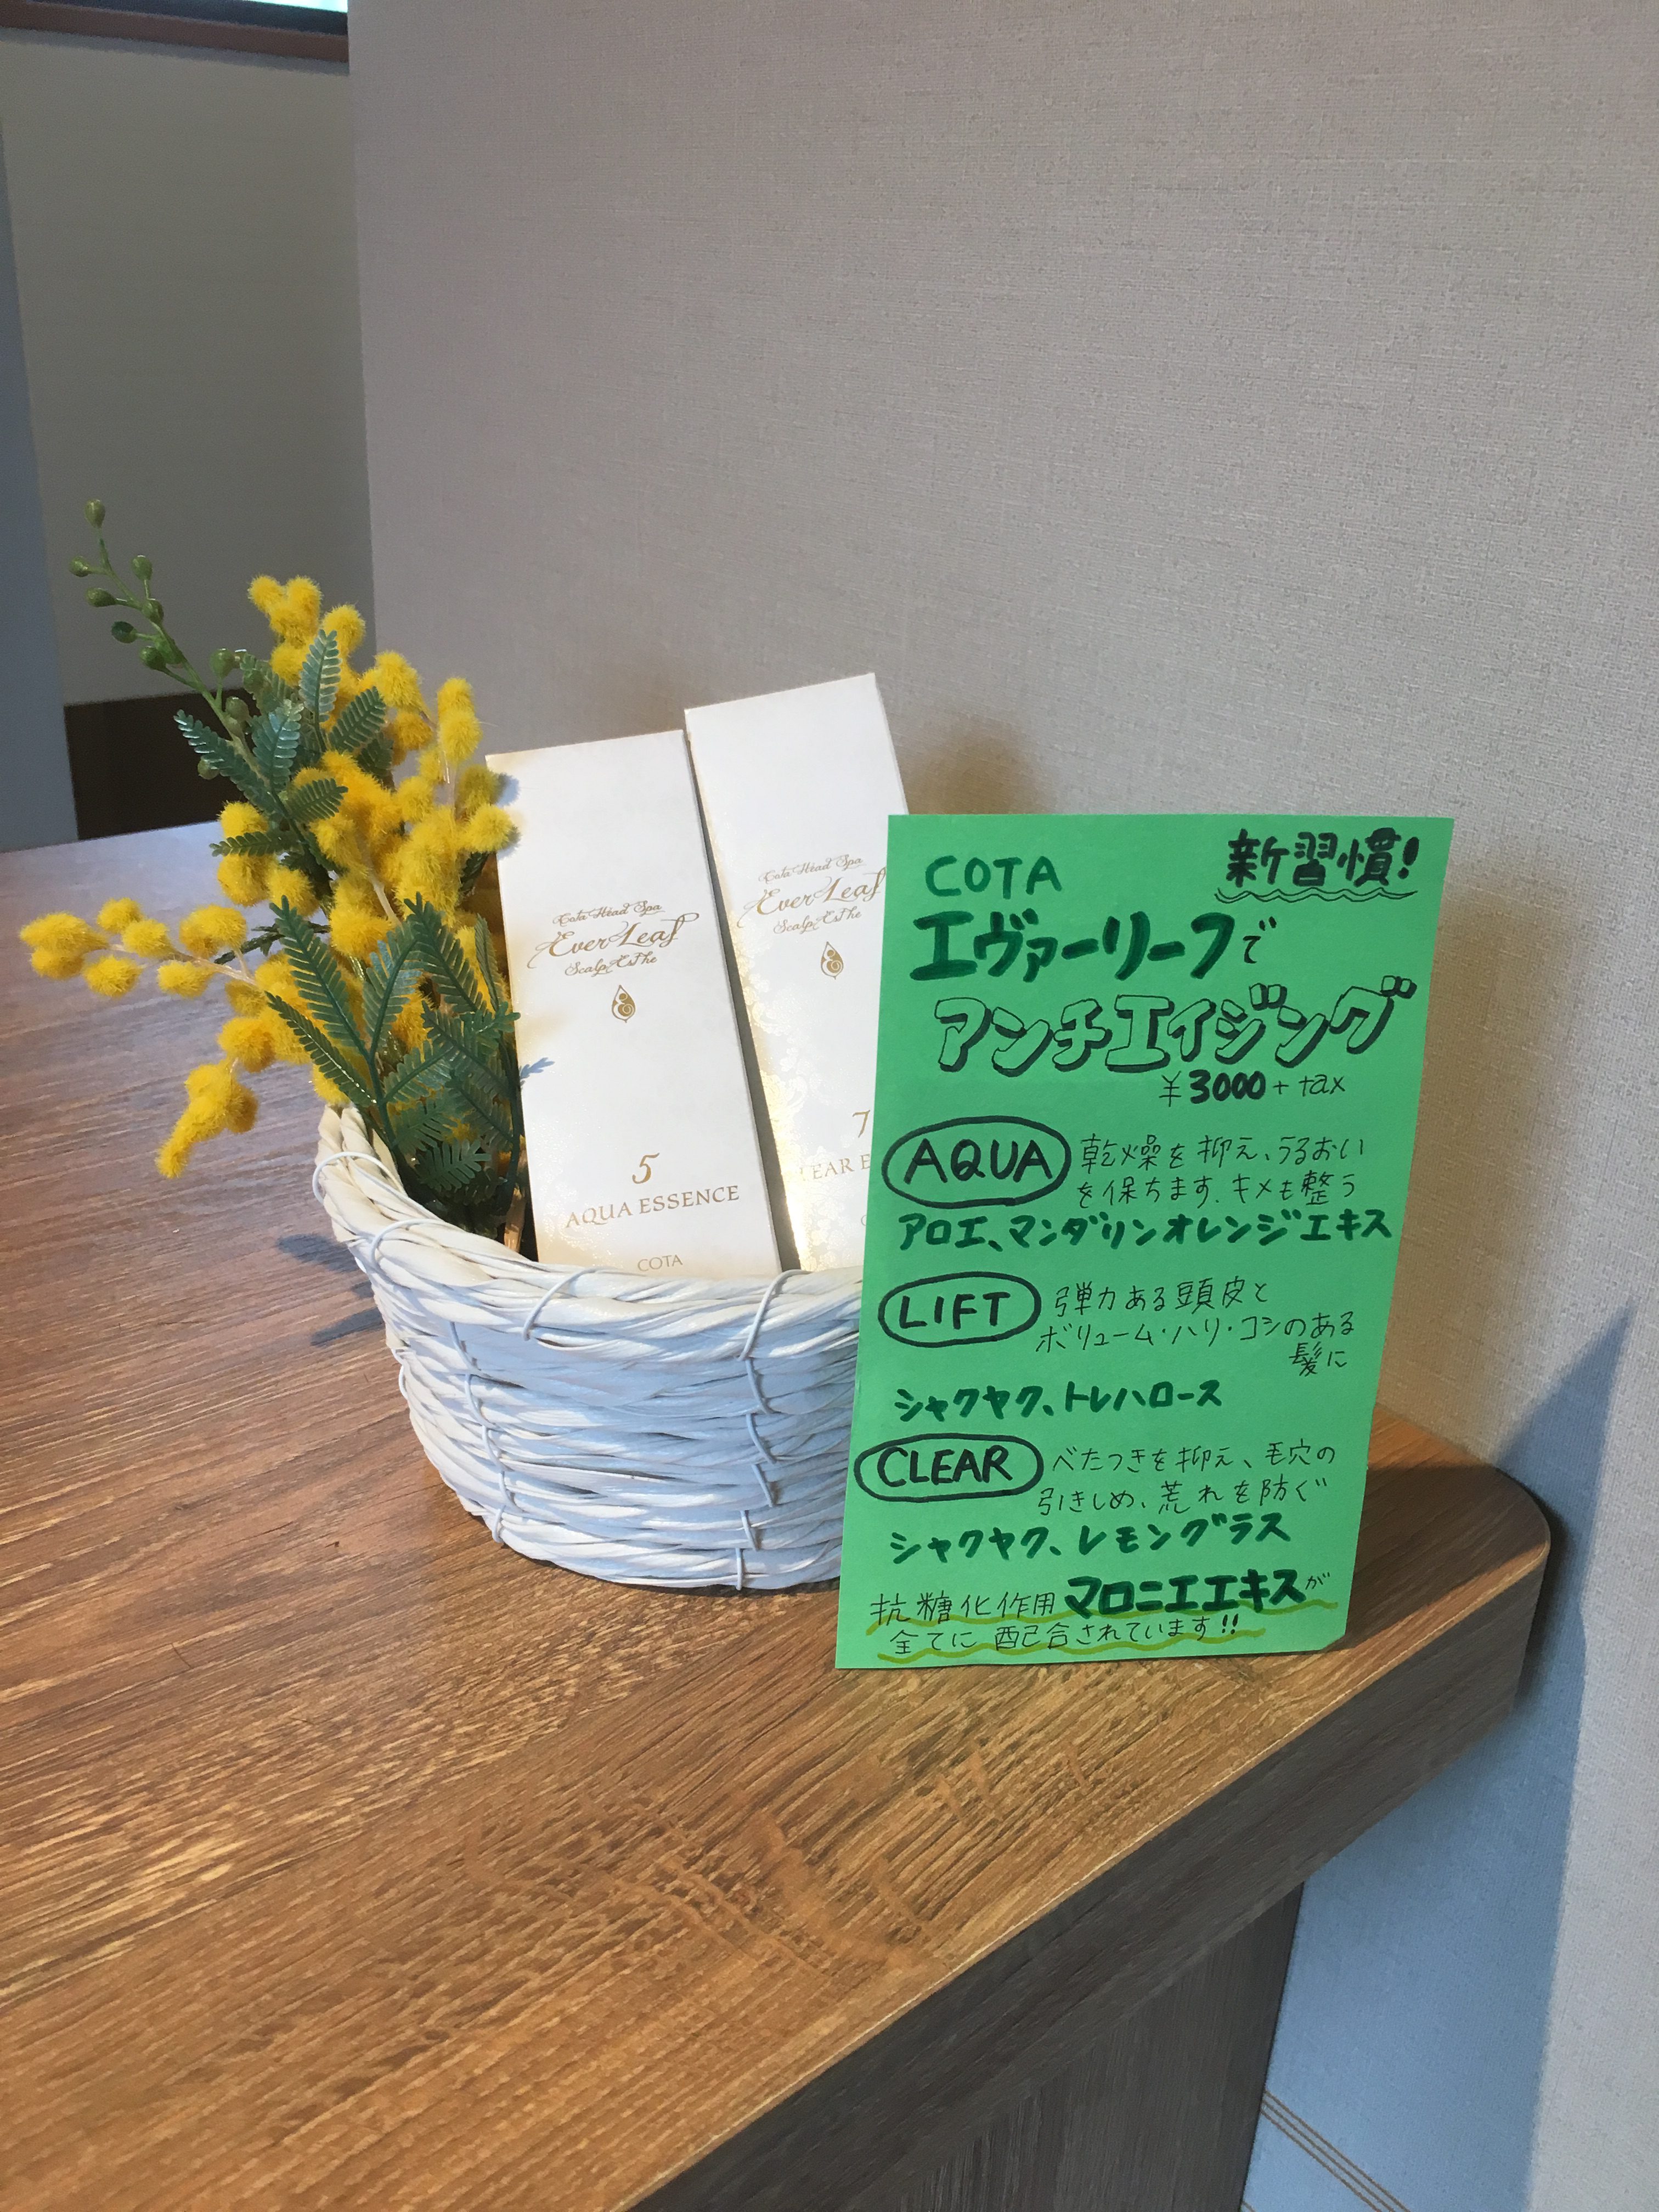 Cota Head Spa
Ever Leaf
Scalp Esthe
5
AQUA ESSENCE
COTA
Cota Head Spa
Ever Leaf
Scalp Esthe
7
COTA
新習慣!
エヴァーリーフで
アンチエイジング
¥3000+tax
AQUA 乾燥を抑え、うるおい
を保ちます.キメも整う
アロエ、マンダリンオレンジエキス
LIFT 弾力ある頭皮と
ボリューム・ハリ・コシのある
髪に
シャクヤク、トレハロース
CLEAR べたつきを抑え、毛穴の
引きしめ、荒れを防ぐ
シャクヤク、レモングラス
抗糖化作用マロニエエキスが
全てに配合されています!!